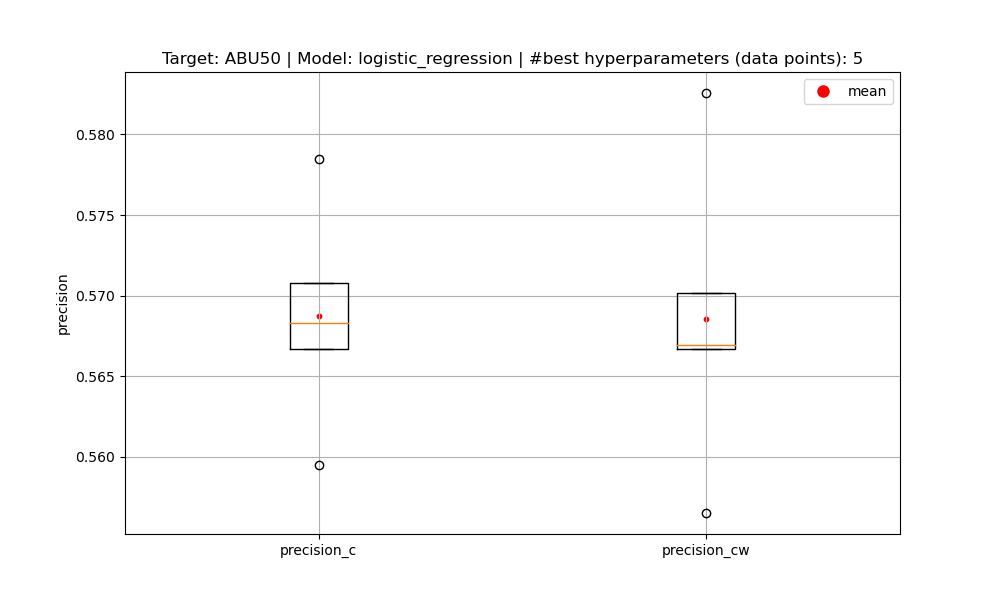 Target: ABU50 | Model: logistic_regression | #best hyperparameters (data points): 5
mean
0.580
0.575
0.570
0.565
0.560
precision
precision_c
precision_cw